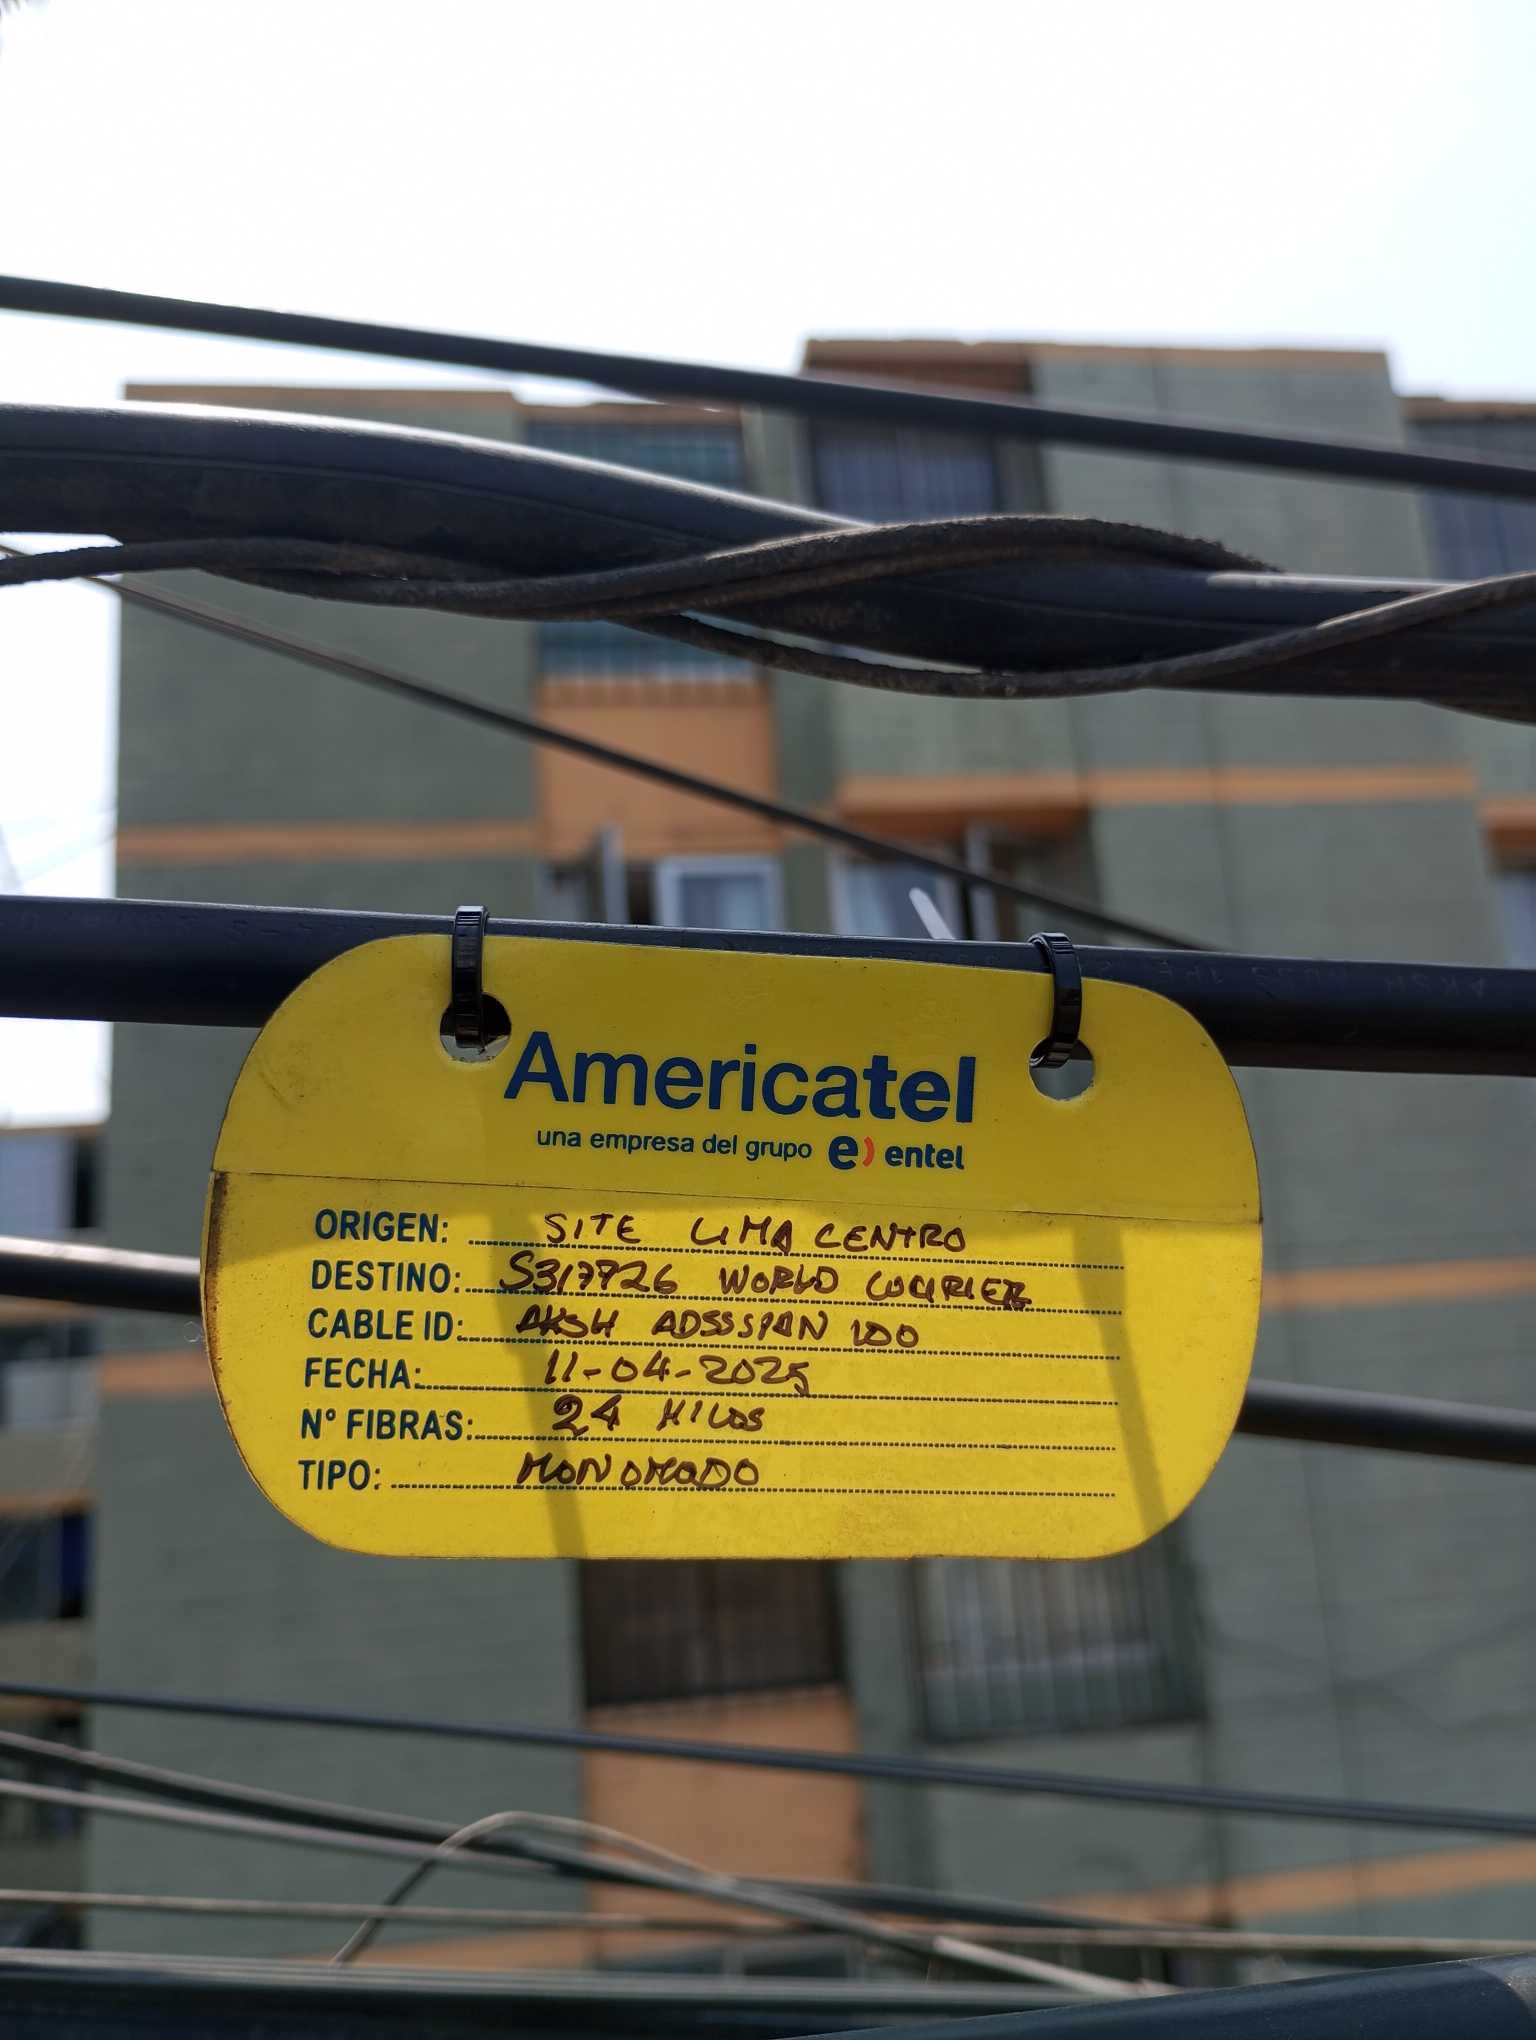 Americatel
una empresa del grupo e) entel
ORIGEN: SITE LIMA CENTRO
DESTINO: S317726 WORLD COURIER
CABLE ID: AKSH ADSSSPAN 100
FECHA: 11-04-2025
N° FIBRAS: 24 HILOS
TIPO: MONOMODO